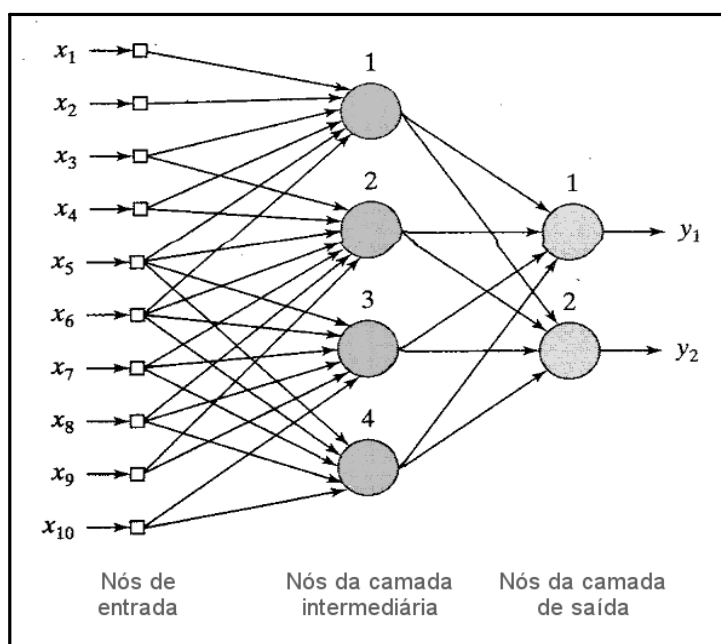 x1
x2
x3
x4
x5
x6
x7
x8
x9
x10
1
2
3
4
1
2
y1
y2
Nós de
entrada
Nós da camada
intermediária
Nós da camada
de saída